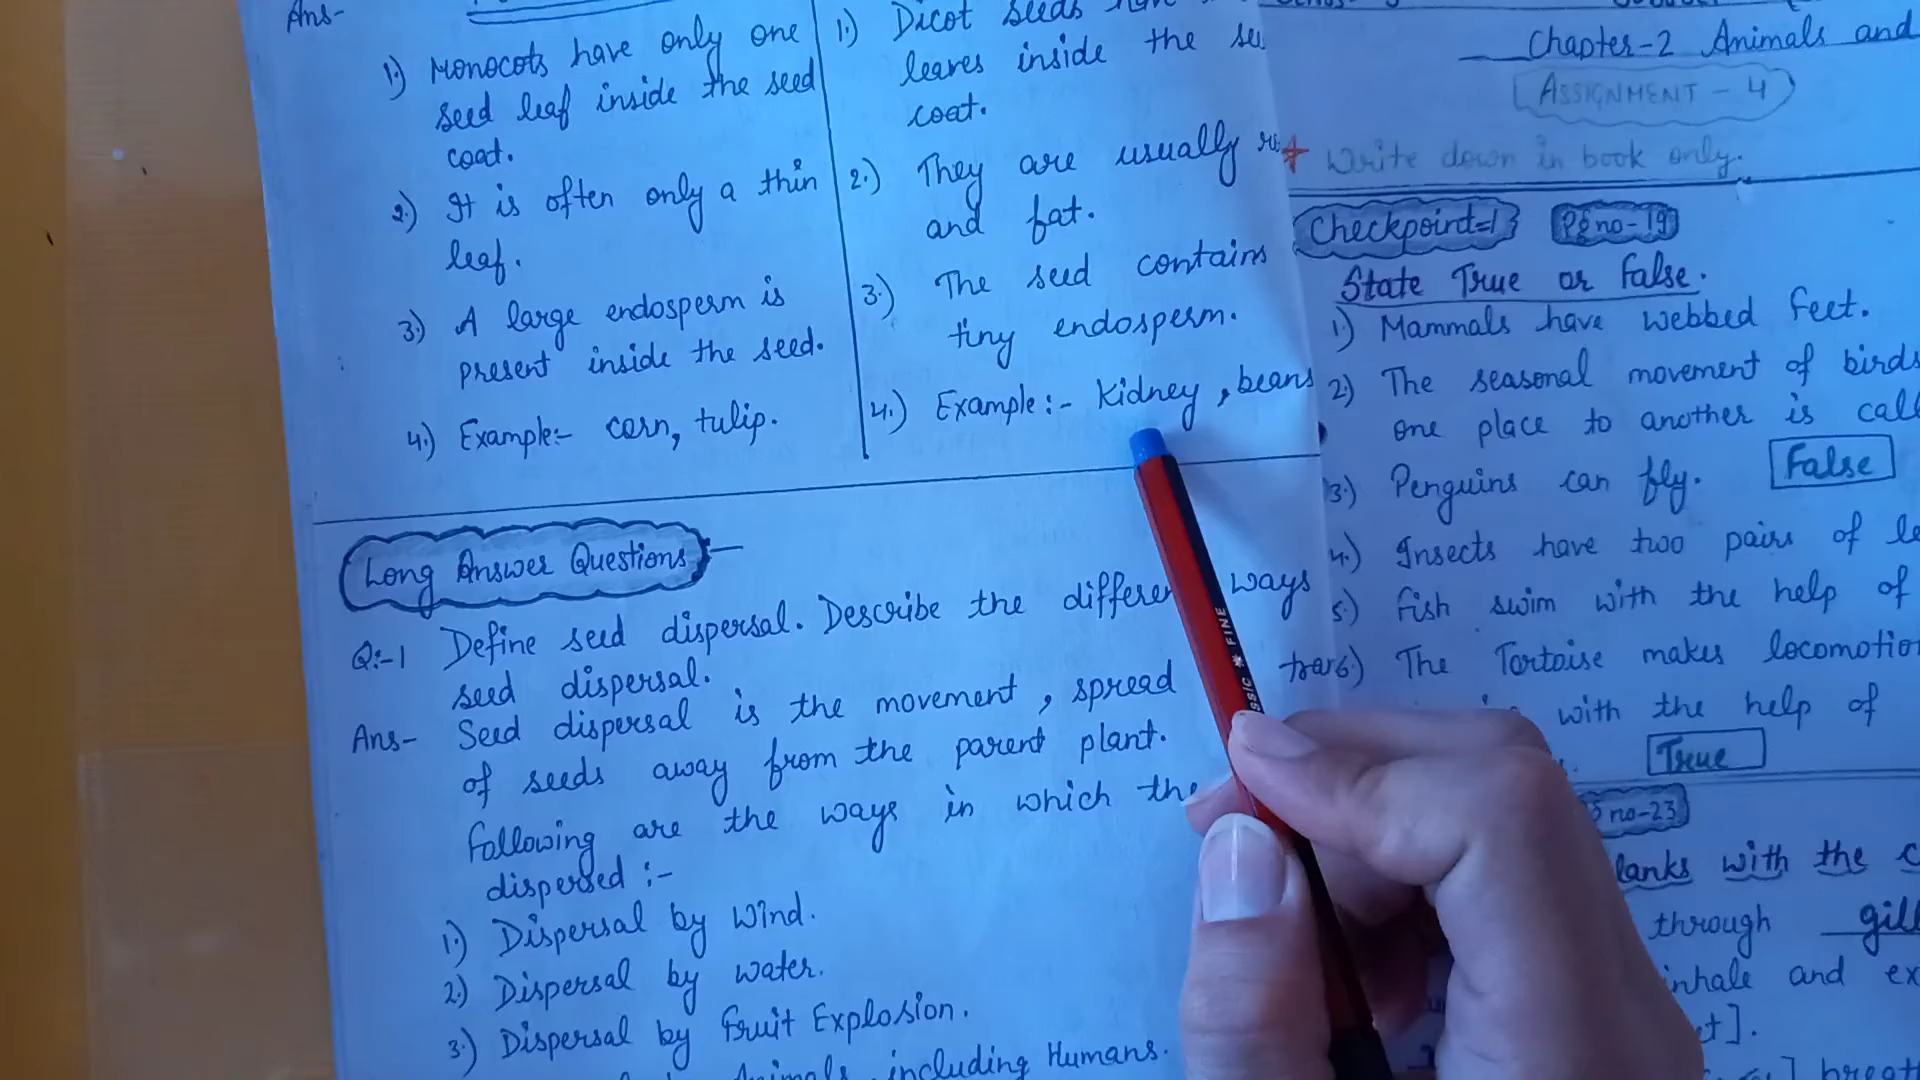 Ans-
1.) Monocots have only one
seed leaf inside the seed
coat.
2.) It is often only a thin
leaf.
3.) A large endosperm is
present inside the seed.
4.) Example:- corn, tulip.
1.) Dicot seeds
leaves inside the
coat.
2.) They are usually
and fat.
3.) The seed contains
tiny endosperm.
4.) Example:- Kidney, beans
Long Answer Questions-
Q:-1 Define seed dispersal. Describe the ways
seed dispersal.
Ans- Seed dispersal is the movement, spread
of seeds away from the parent plant.
Following are the ways in which the
dispersed :-
1.) Dispersal by Wind.
2.) Dispersal by water.
3.) Dispersal by Fruit Explosion.
Animals including Humans.
Chapter-2 Animals and
ASSIGNMENT - 4
Write down in book only.
Checkpoint=1 Pg no-19
State True or False.
1) Mammals have webbed feet.
2.) The seasonal movement of birds
one place to another is
3.) Penguins can fly. False
4.) Insects have two pairs of
5.) Fish swim with the help of
6.) The Tortoise makes
with the help of
True
no-23
with the
through
inhale and
CLASSIC * FINE